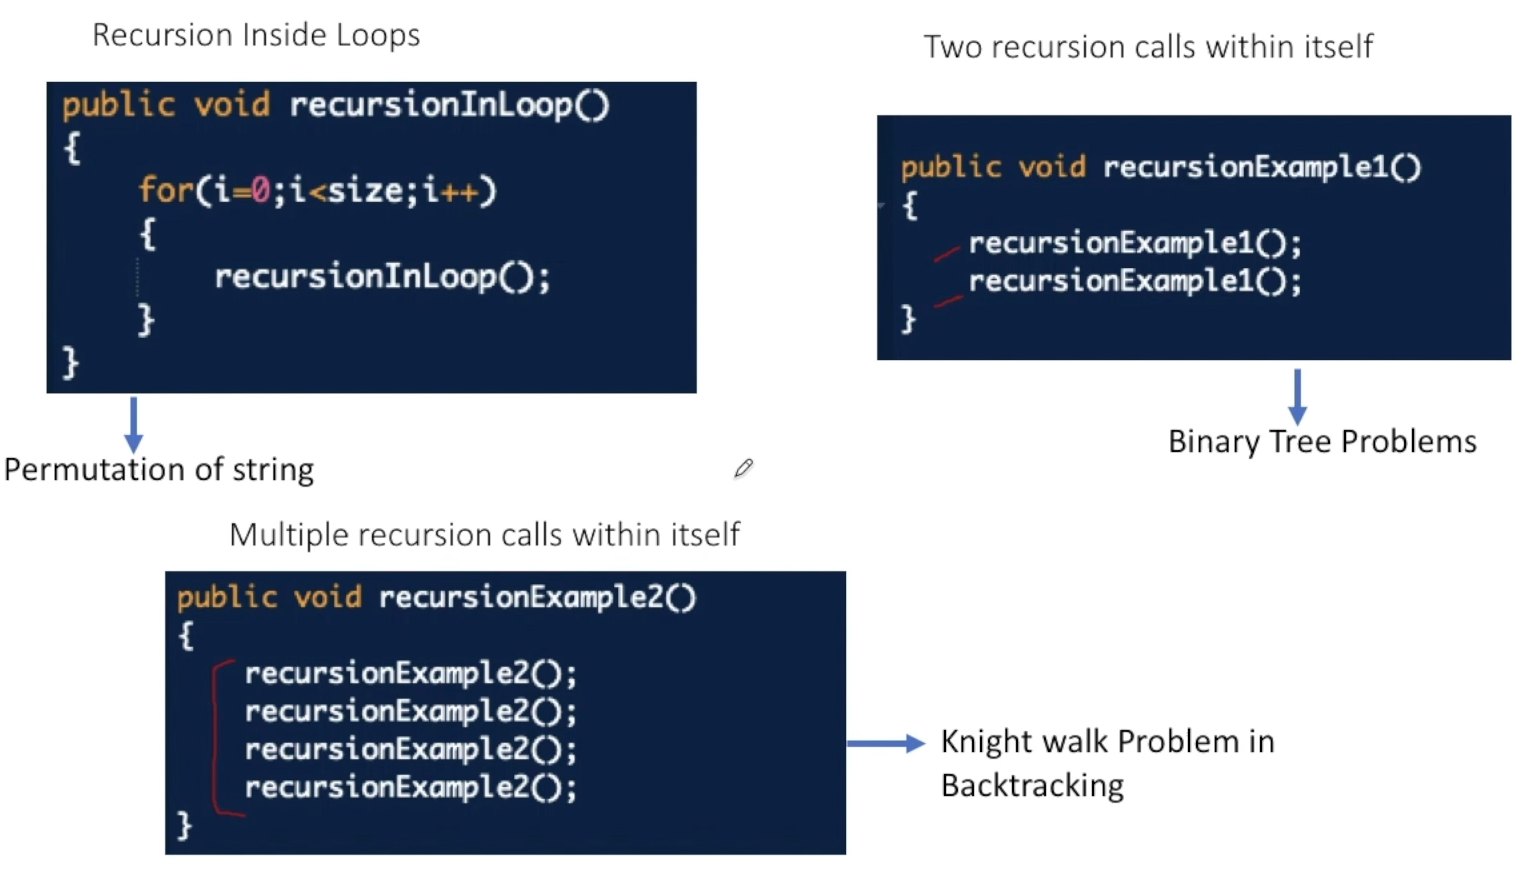 Recursion Inside Loops
public void recursionInLoop()
{
for(i=0;i<size;i++)
{
recursionInLoop();
}
}
Permutation of string
Two recursion calls within itself
public void recursionExample1()
{
recursionExample1();
recursionExample1();
}
Binary Tree Problems
Multiple recursion calls within itself
public void recursionExample2()
{
recursionExample2();
recursionExample2();
recursionExample2();
recursionExample2();
}
Knight walk Problem in
Backtracking